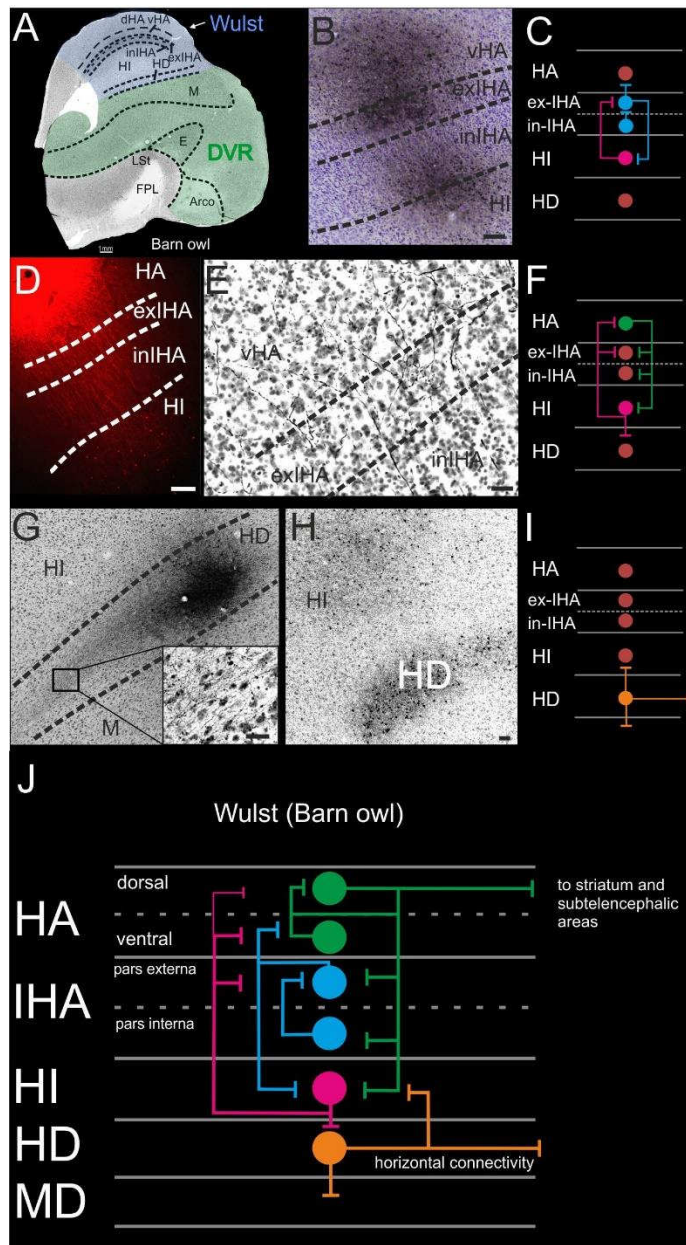 A
dHA vHA
Wulst
inIHA
exIHA
HI
HD
M
E
DVR
LSt
FPL
Arco
1mm
Barn owl
B
vHA
exIHA
inIHA
HI
C
HA
ex-IHA
in-IHA
HI
HD
D
HA
exIHA
inIHA
HI
E
vHA
exIHA
inIHA
F
HA
ex-IHA
in-IHA
HI
HD
G
HD
HI
M
H
HI
HD
I
HA
ex-IHA
in-IHA
HI
HD
J
Wulst (Barn owl)
HA
dorsal
ventral
to striatum and
subtelencephalic
areas
IHA
pars externa
pars interna
HI
HD
horizontal connectivity
MD